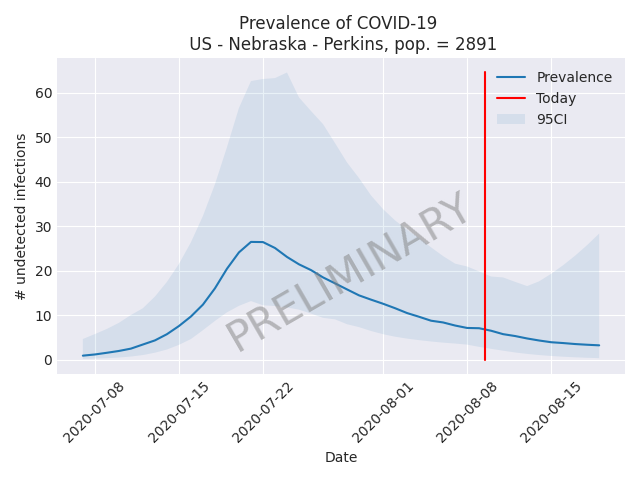 Prevalence of COVID-19
US - Nebraska - Perkins, pop. = 2891
Prevalence
Today
95CI
60
50
40
30
20
10
0
# undetected infections
PRELIMINARY
2020-07-08
2020-07-15
2020-07-22
2020-08-01
2020-08-08
2020-08-15
Date